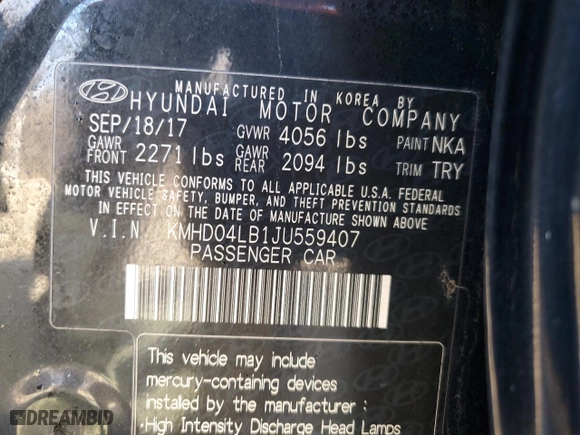 MANUFACTURED IN KOREA BY
HYUNDAI MOTOR COMPANY
SEP/18/17 GVWR 4056 lbs PAINT NKA
GAWR FRONT 2271 lbs GAWR REAR 2094 lbs TRIM TRY
THIS VEHICLE CONFORMS TO ALL APPLICABLE U.S.A. FEDERAL
MOTOR VEHICLE SAFETY, BUMPER, AND THEFT PREVENTION STANDARDS
IN EFFECT ON THE DATE OF MANUFACTURE SHOWN ABOVE
V.I.N KMHD04LB1JU559407
PASSENGER CAR
This vehicle may include
mercury-containing devices
installed by the manufacturer :
·High Intensity Discharge Head Lamps
DREAMBID